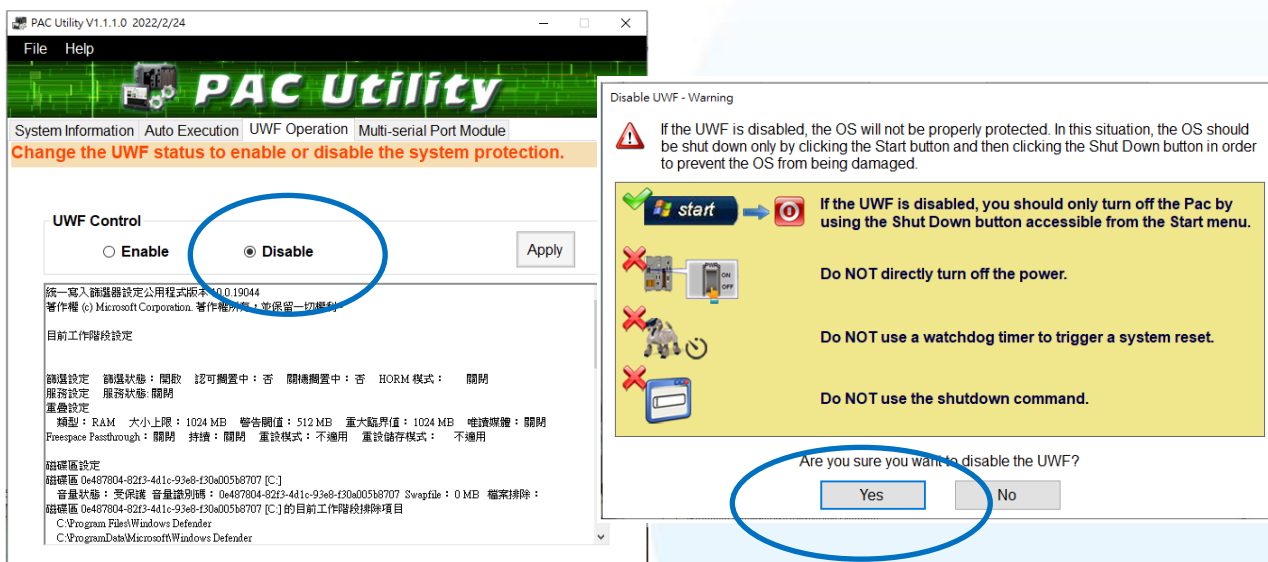 PAC Utility V1.1.1.0 2022/2/24
File Help
PAC Utility
System Information Auto Execution UWF Operation Multi-serial Port Module
Change the UWF status to enable or disable the system protection.
UWF Control
Enable Disable Apply
統一寫入篩選器設定公用程式版本 10.0.19044
著作權 (c) Microsoft Corporation. 著作權所有，並保留一切權利。
目前工作階段設定
篩選設定 篩選狀態：開啟 認可擱置中：否 關機擱置中：否 HORM 模式： 關閉
服務設定 服務狀態: 關閉
重疊設定
類型：RAM 大小上限：1024 MB 警告閾值：512 MB 重大臨界值：1024 MB 唯讀媒體：關閉
Freespace Passthrough：關閉 持續：關閉 重設模式：不適用 重設儲存模式： 不適用
磁碟區設定
磁碟區 0e487804-82f3-4d1c-93e8-f30a005b8707 [C:]
音量狀態：受保護 音量識別碼：0e487804-82f3-4d1c-93e8-f30a005b8707 Swapfile：0 MB 檔案排除：
磁碟區 0e487804-82f3-4d1c-93e8-f30a005b8707 [C:] 的目前工作階段排除項目
C:\Program Files\Windows Defender
C:\ProgramData\Microsoft\Windows Defender
Disable UWF - Warning
If the UWF is disabled, the OS will not be properly protected. In this situation, the OS should
be shut down only by clicking the Start button and then clicking the Shut Down button in order
to prevent the OS from being damaged.
start
If the UWF is disabled, you should only turn off the Pac by
using the Shut Down button accessible from the Start menu.
ON
OFF
Do NOT directly turn off the power.
Do NOT use a watchdog timer to trigger a system reset.
Do NOT use the shutdown command.
Are you sure you want to disable the UWF?
Yes No